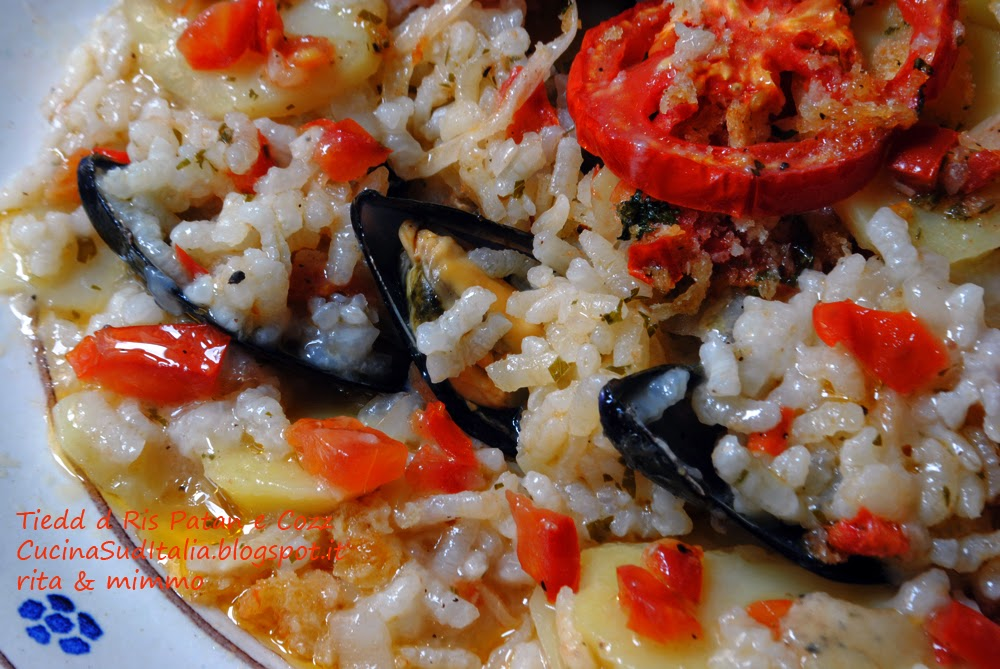 Tiedd d Ris Patan e Cozz
CucinaSudItalia.blogspot.it
rita & mimmo